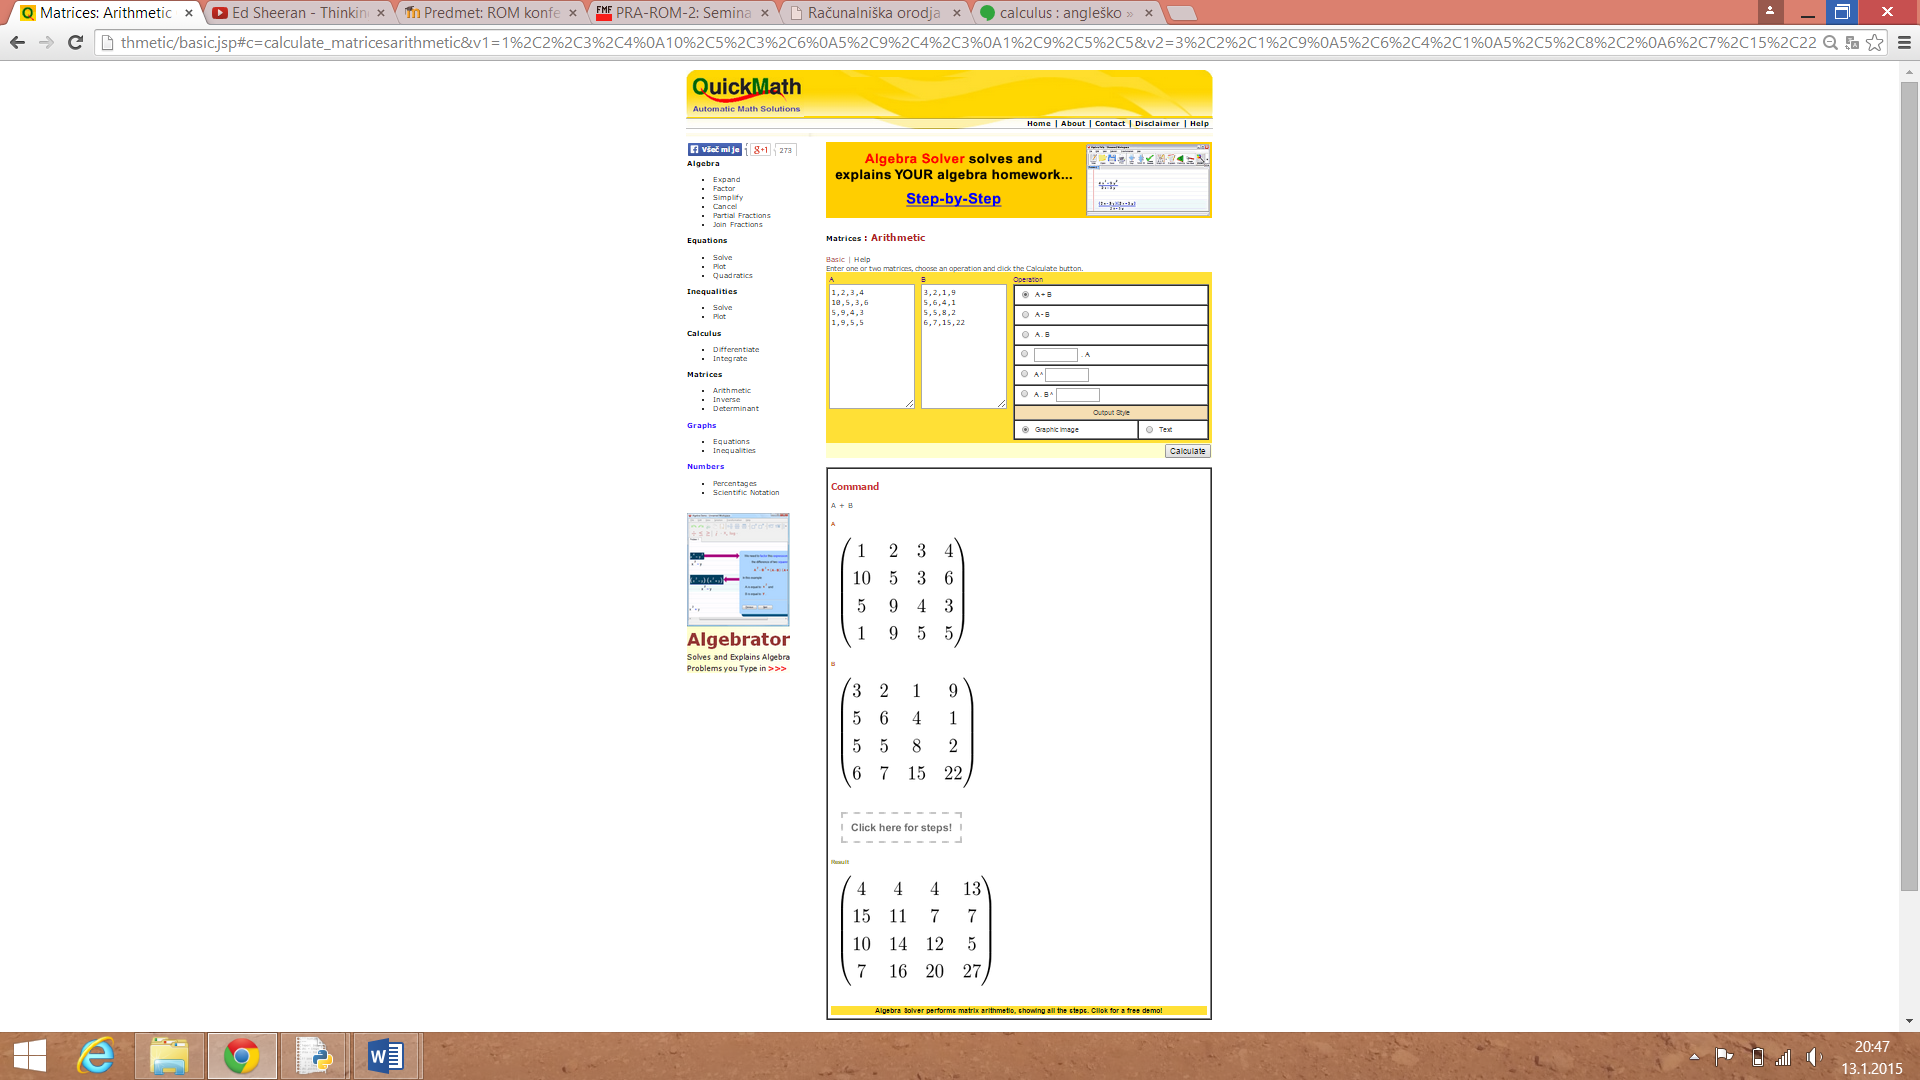 Matrices: Arithmetic
Ed Sheeran - Thinkin
Predmet: ROM konfe
FMF PRA-ROM-2: Semina
Računalniška orodja
calculus : angleško »
thmetic/basic.jsp#c=calculate_matricesarithmetic&v1=1%2C2%2C3%2C4%0A10%2C5%2C3%2C6%0A5%2C9%2C4%2C3%0A1%2C9%2C5%2C5&v2=3%2C2%2C1%2C9%0A5%2C6%2C4%2C1%0A5%2C5%2C8%2C2%0A6%2C7%2C15%2C22
QuickMath
Automatic Math Solutions
Home | About | Contact | Disclaimer | Help
Všeč mi je
g+1 273
Algebra
Expand
Factor
Simplify
Cancel
Partial Fractions
Join Fractions
Equations
Solve
Plot
Quadratics
Inequalities
Solve
Plot
Calculus
Differentiate
Integrate
Matrices
Arithmetic
Inverse
Determinant
Graphs
Equations
Inequalities
Numbers
Percentages
Scientific Notation
Algebrator
Solves and Explains Algebra
Problems you Type in >>>
Algebra Solver solves and
explains YOUR algebra homework...
Step-by-Step
Matrices : Arithmetic
Basic | Help
Enter one or two matrices, choose an operation and click the Calculate button.
A
1,2,3,4
10,5,3,6
5,9,4,3
1,9,5,5
B
3,2,1,9
5,6,4,1
5,5,8,2
6,7,15,22
Operation
A + B
A - B
A . B
. A
A ^
A . B ^
Output Style
Graphic image Text
Calculate
Command
A + B
A
1 2 3 4
10 5 3 6
5 9 4 3
1 9 5 5
B
3 2 1 9
5 6 4 1
5 5 8 2
6 7 15 22
Click here for steps!
Result
4 4 4 13
15 11 7 7
10 14 12 5
7 16 20 27
Algebra Solver performs matrix arithmetic, showing all the steps. Click for a free demo!
20:47
13.1.2015